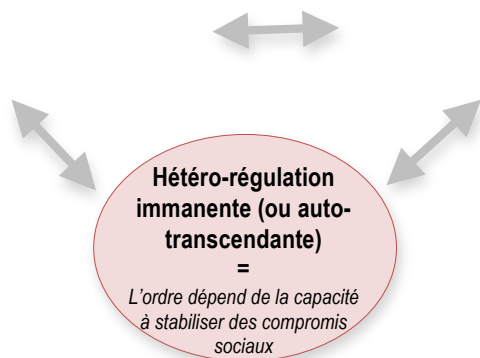 Hétéro-régulation
immanente (ou auto-
transcendante)
=
L'ordre dépend de la capacité
à stabiliser des compromis
sociaux